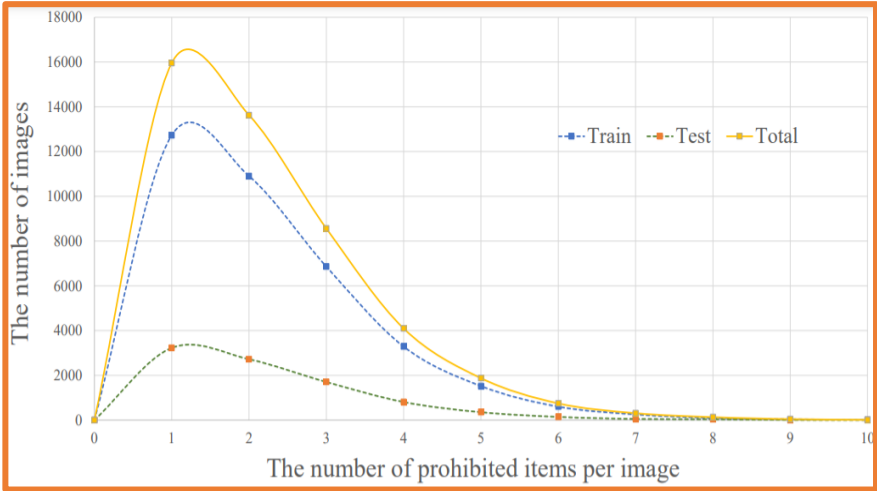 The number of images
18000
16000
14000
12000
10000
8000
6000
4000
2000
0
Train Test Total
0 1 2 3 4 5 6 7 8 9 10
The number of prohibited items per image